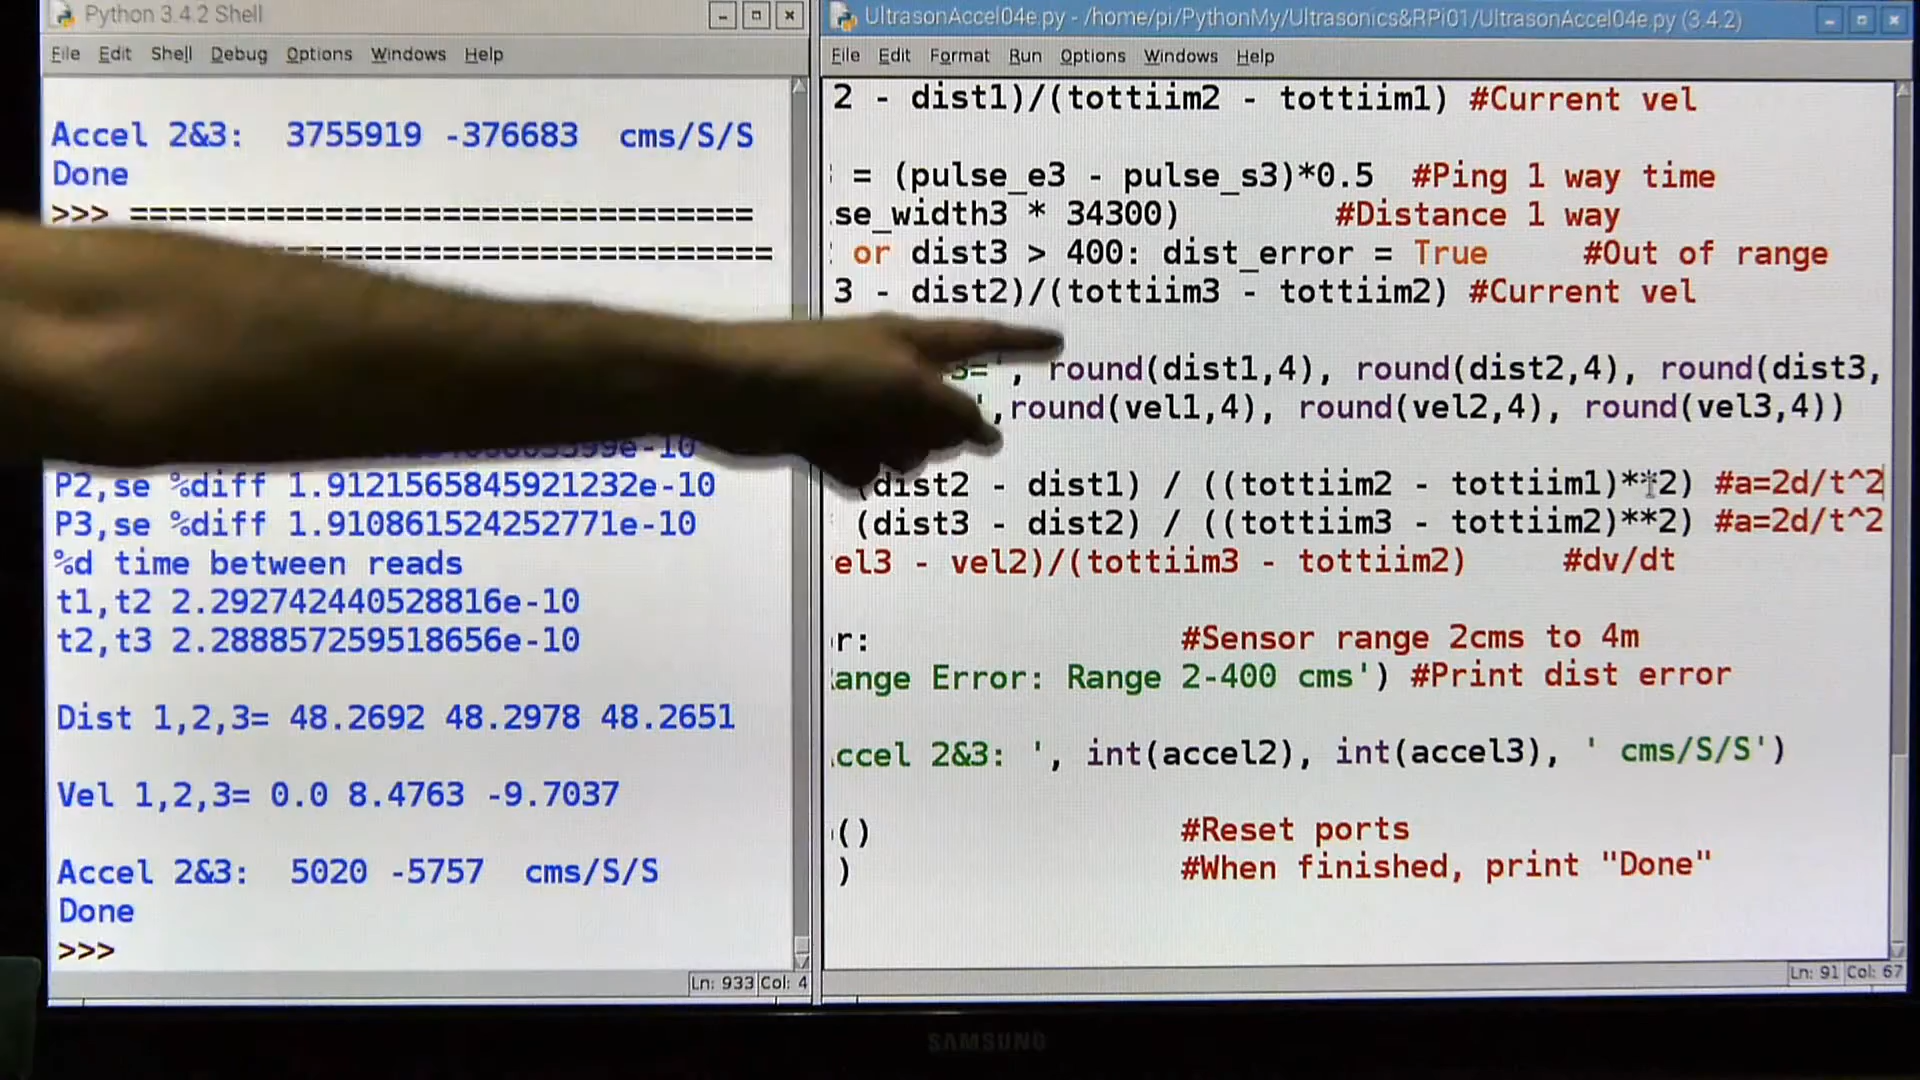 Python 3.4.2 Shell
File Edit Shell Debug Options Windows Help
Accel 2&3: 3755919 -376683 cms/S/S
Done
>>> ================================
=================================
P2,se %diff 1.9121565845921232e-10
P3,se %diff 1.910861524252771e-10
%d time between reads
t1,t2 2.292742440528816e-10
t2,t3 2.288857259518656e-10
Dist 1,2,3= 48.2692 48.2978 48.2651
Vel 1,2,3= 0.0 8.4763 -9.7037
Accel 2&3: 5020 -5757 cms/S/S
Done
>>>
Ln: 933 Col: 4
UltrasonAccel04e.py - /home/pi/PythonMy/Ultrasonics&RPi01/UltrasonAccel04e.py (3.4.2)
File Edit Format Run Options Windows Help
2 - dist1)/(tottiim2 - tottiim1) #Current vel
= (pulse_e3 - pulse_s3)*0.5 #Ping 1 way time
se_width3 * 34300) #Distance 1 way
or dist3 > 400: dist_error = True #Out of range
3 - dist2)/(tottiim3 - tottiim2) #Current vel
3=', round(dist1,4), round(dist2,4), round(dist3,
',round(vel1,4), round(vel2,4), round(vel3,4))
(dist2 - dist1) / ((tottiim2 - tottiim1)**2) #a=2d/t^2
(dist3 - dist2) / ((tottiim3 - tottiim2)**2) #a=2d/t^2
el3 - vel2)/(tottiim3 - tottiim2) #dv/dt
r: #Sensor range 2cms to 4m
ange Error: Range 2-400 cms') #Print dist error
ccel 2&3: ', int(accel2), int(accel3), ' cms/S/S')
() #Reset ports
) #When finished, print "Done"
Ln: 91 Col: 67
SAMSUNG